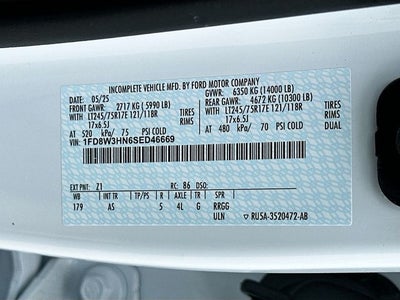 INCOMPLETE VEHICLE MFD. BY FORD MOTOR COMPANY
DATE: 05/25 GVWR: 6350 KG (14000 LB)
FRONT GAWR: 2717 KG (5990 LB) REAR GAWR: 4672 KG (10300 LB)
WITH LT245/75R17E 121/118R WITH LT245/75R17E 121/118R TIRES
TIRES 17x6.5J RIMS 17x6.5J RIMS
AT 520 kPa/ 75 PSI COLD AT 480 kPa/ 70 PSI COLD DUAL
VIN: 1FD8W3HN6SED46669
EXT PNT: Z1 RC: 86 DSO:
WB TP/PS R AXLE TR SPR
179 A5 5 4L G RRGG
ULN RU5A-3520472-AB